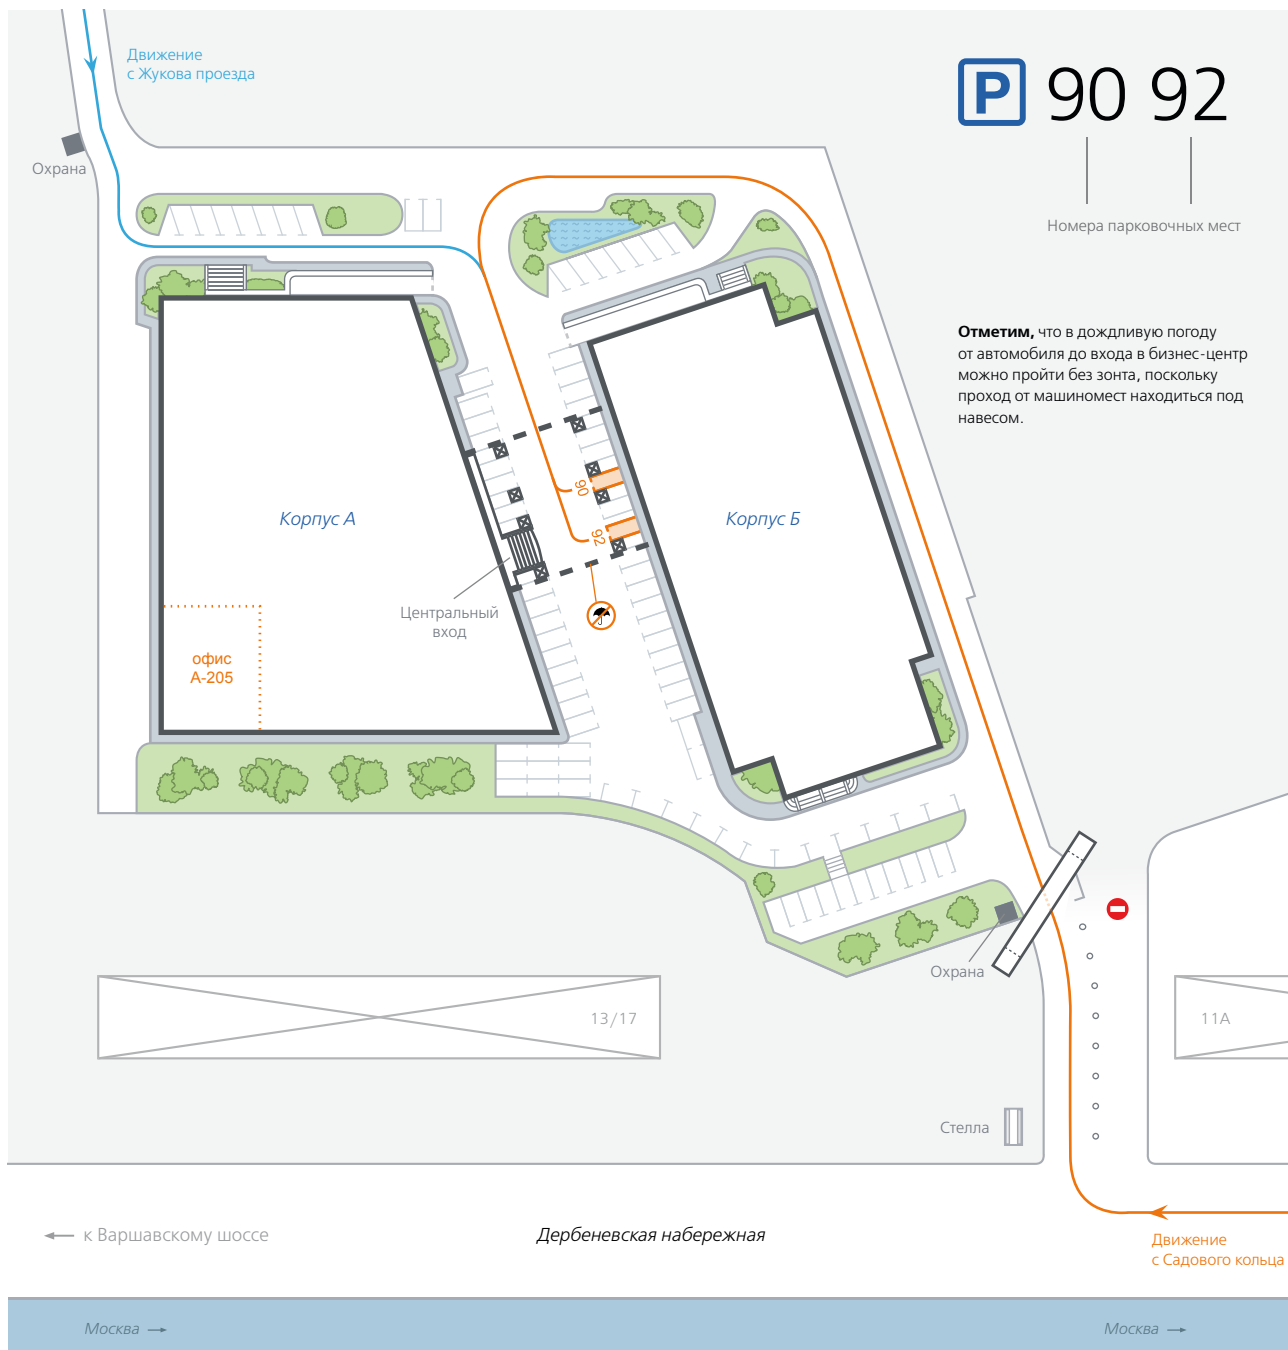 Движение
с Жукова проезда
P 90 92
Охрана
Номера парковочных мест
Отметим, что в дождливую погоду
от автомобиля до входа в бизнес-центр
можно пройти без зонта, поскольку
проход от машиномест находиться под
навесом.
90
Корпус А
Корпус Б
92
Центральный
вход
офис
А-205
Охрана
13/17
11А
Стелла
к Варшавскому шоссе
Дербеневская набережная
Движение
с Садового кольца
Москва
Москва